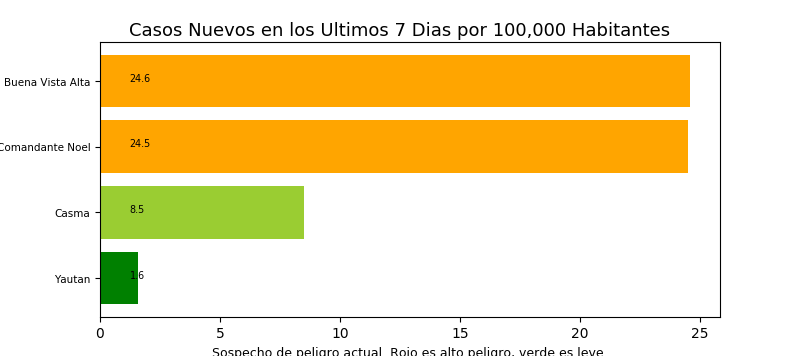 Casos Nuevos en los Ultimos 7 Dias por 100,000 Habitantes
Buena Vista Alta
24.6
Comandante Noel
24.5
Casma
8.5
Yautan
1.6
0 5 10 15 20 25
Sospecho de peligro actual. Rojo es alto peligro, verde es leve